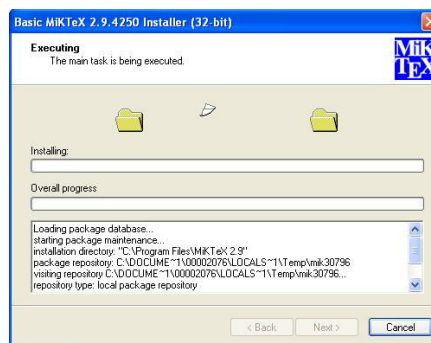 Basic MiKTeX 2.9.4250 Installer (32-bit)
Executing
The main task is being executed.
MiK
TEX
Installing:
Overall progress
Loading package database...
starting package maintenance...
installation directory: "C:\Program Files\MiKTeX 2.9"
package repository: C:\DOCUME~1\00002076\LOCALS~1\Temp\mik30796
visiting repository C:\DOCUME~1\00002076\LOCALS~1\Temp\mik30796...
repository type: local package repository
< Back Next > Cancel